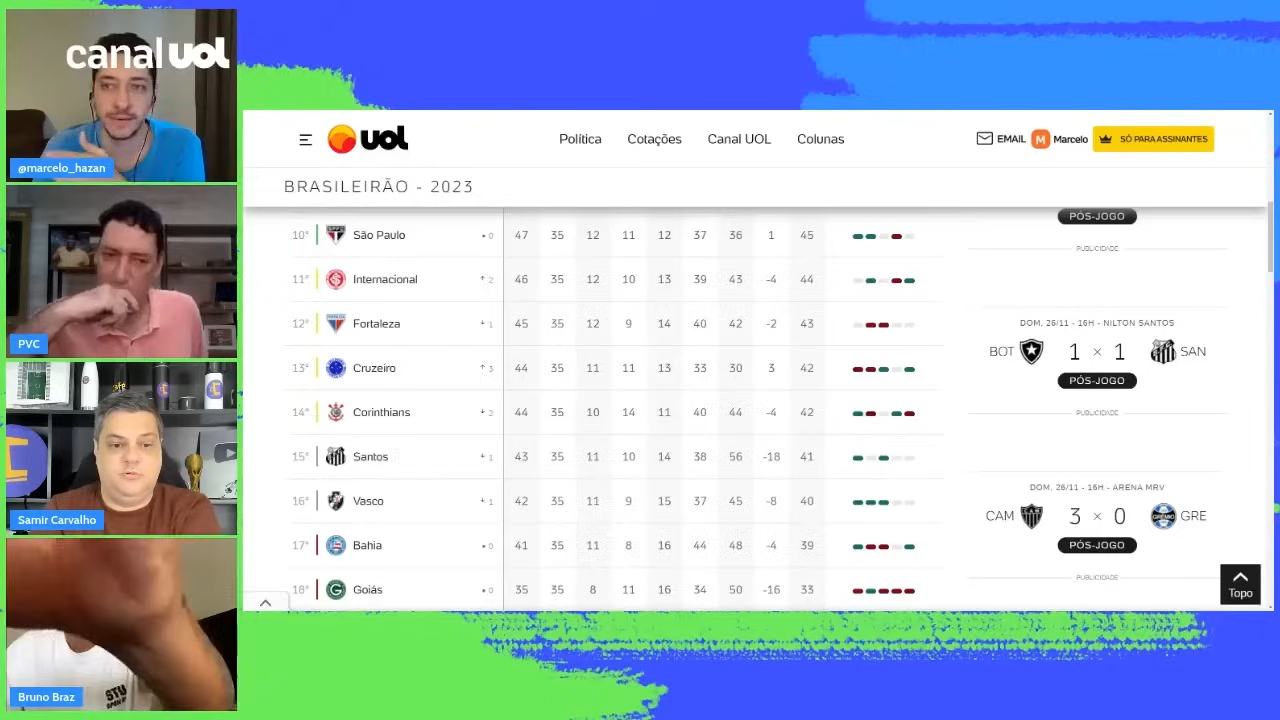 canal uol
@marcelo_hazan
PVC
Samir Carvalho
Bruno Braz
uol
Política Cotações Canal UOL Colunas
EMAIL M Marcelo SÓ PARA ASSINANTES
BRASILEIRÃO - 2023
10º São Paulo 0 47 35 12 11 12 37 36 1 45
11º Internacional 2 46 35 12 10 13 39 43 -4 44
12º Fortaleza 1 45 35 12 9 14 40 42 -2 43
13º Cruzeiro 3 44 35 11 11 13 33 30 3 42
14º Corinthians 2 44 35 10 14 11 40 44 -4 42
15º Santos 1 43 35 11 10 14 38 56 -18 41
16º Vasco 1 42 35 11 9 15 37 45 -8 40
17º Bahia 0 41 35 11 8 16 44 48 -4 39
18º Goiás 0 35 35 8 11 16 34 50 -16 33
PÓS-JOGO
PUBLICIDADE
DOM, 26/11 - 16H - NILTON SANTOS
BOT 1 × 1 SAN
PÓS-JOGO
PUBLICIDADE
DOM, 26/11 - 16H - ARENA MRV
CAM 3 × 0 GRE
PÓS-JOGO
PUBLICIDADE
Topo